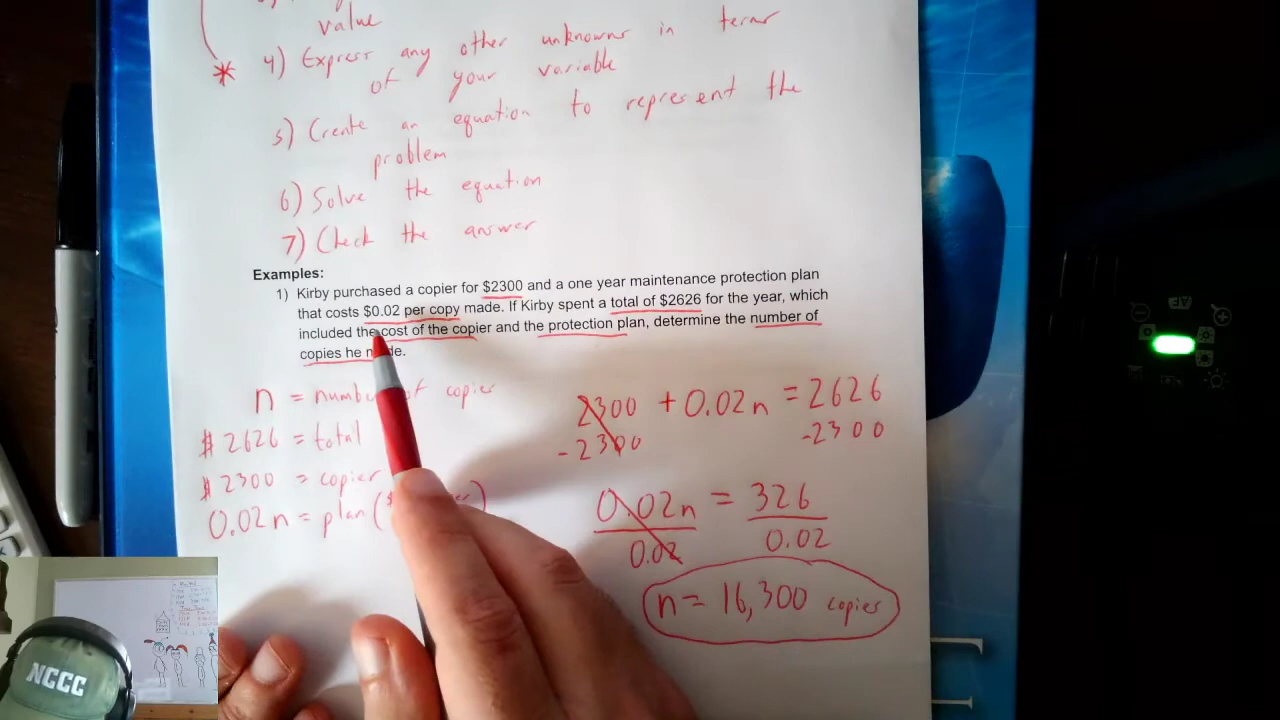 value
* 4) Express any other unknowns in terms
of your variable
5) Create an equation to represent the
problem
6) Solve the equation
7) Check the answer
Examples:
1) Kirby purchased a copier for $2300 and a one year maintenance protection plan
that costs $0.02 per copy made. If Kirby spent a total of $2626 for the year, which
included the cost of the copier and the protection plan, determine the number of
copies he made.
n = number of copies
$2626 = total
$2300 = copier
0.02n = plan (
2300 + 0.02n = 2626
-2300 -2300
0.02n = 326
0.02 0.02
n = 16,300 copies
NCCC
AF